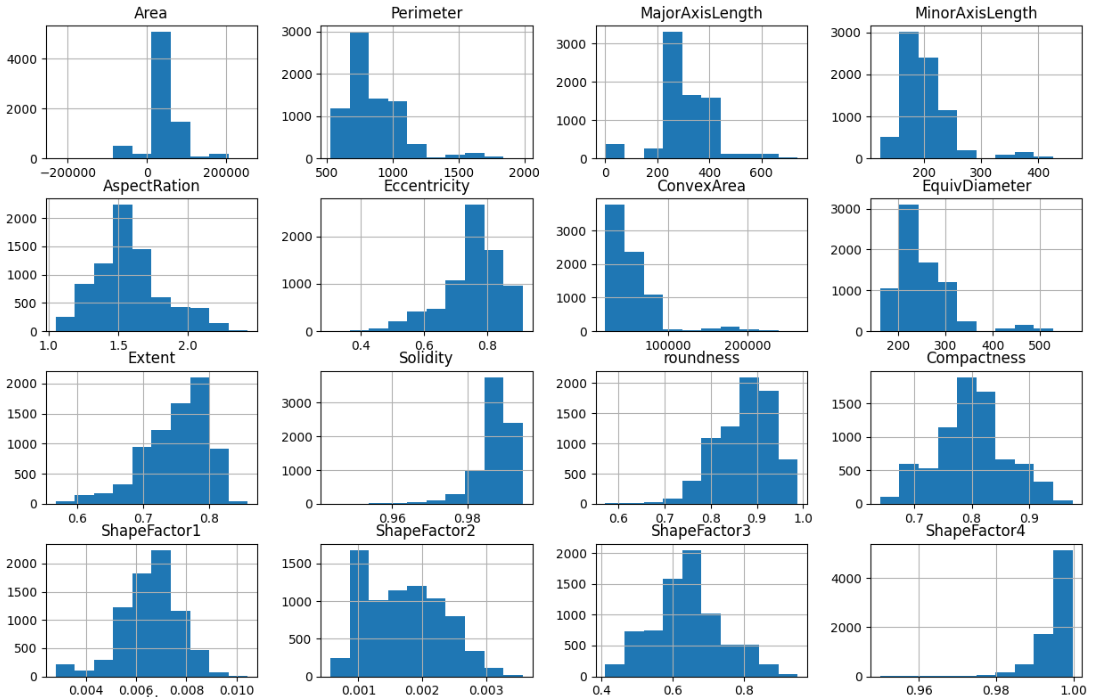 Area Perimeter MajorAxisLength MinorAxisLength
4000 2000 0 3000 2000 1000 0 3000 2000 1000 0 3000 2000 1000 0
−200000 0 200000 500 1000 1500 2000 0 200 400 600 200 300 400
AspectRation Eccentricity ConvexArea EquivDiameter
2000 1500 1000 500 0 2000 1000 0 3000 2000 1000 0 3000 2000 1000 0
1.0 1.5 2.0 0.4 0.6 0.8 100000 200000 200 300 400 500
Extent Solidity roundness Compactness
2000 1500 1000 500 0 3000 2000 1000 0 2000 1500 1000 500 0 1500 1000 500 0
0.6 0.7 0.8 0.96 0.98 0.6 0.7 0.8 0.9 1.0 0.7 0.8 0.9
ShapeFactor1 ShapeFactor2 ShapeFactor3 ShapeFactor4
2000 1500 1000 500 0 1500 1000 500 0 2000 1500 1000 500 0 4000 2000 0
0.004 0.006 0.008 0.010 0.001 0.002 0.003 0.4 0.6 0.8 0.96 0.98 1.00